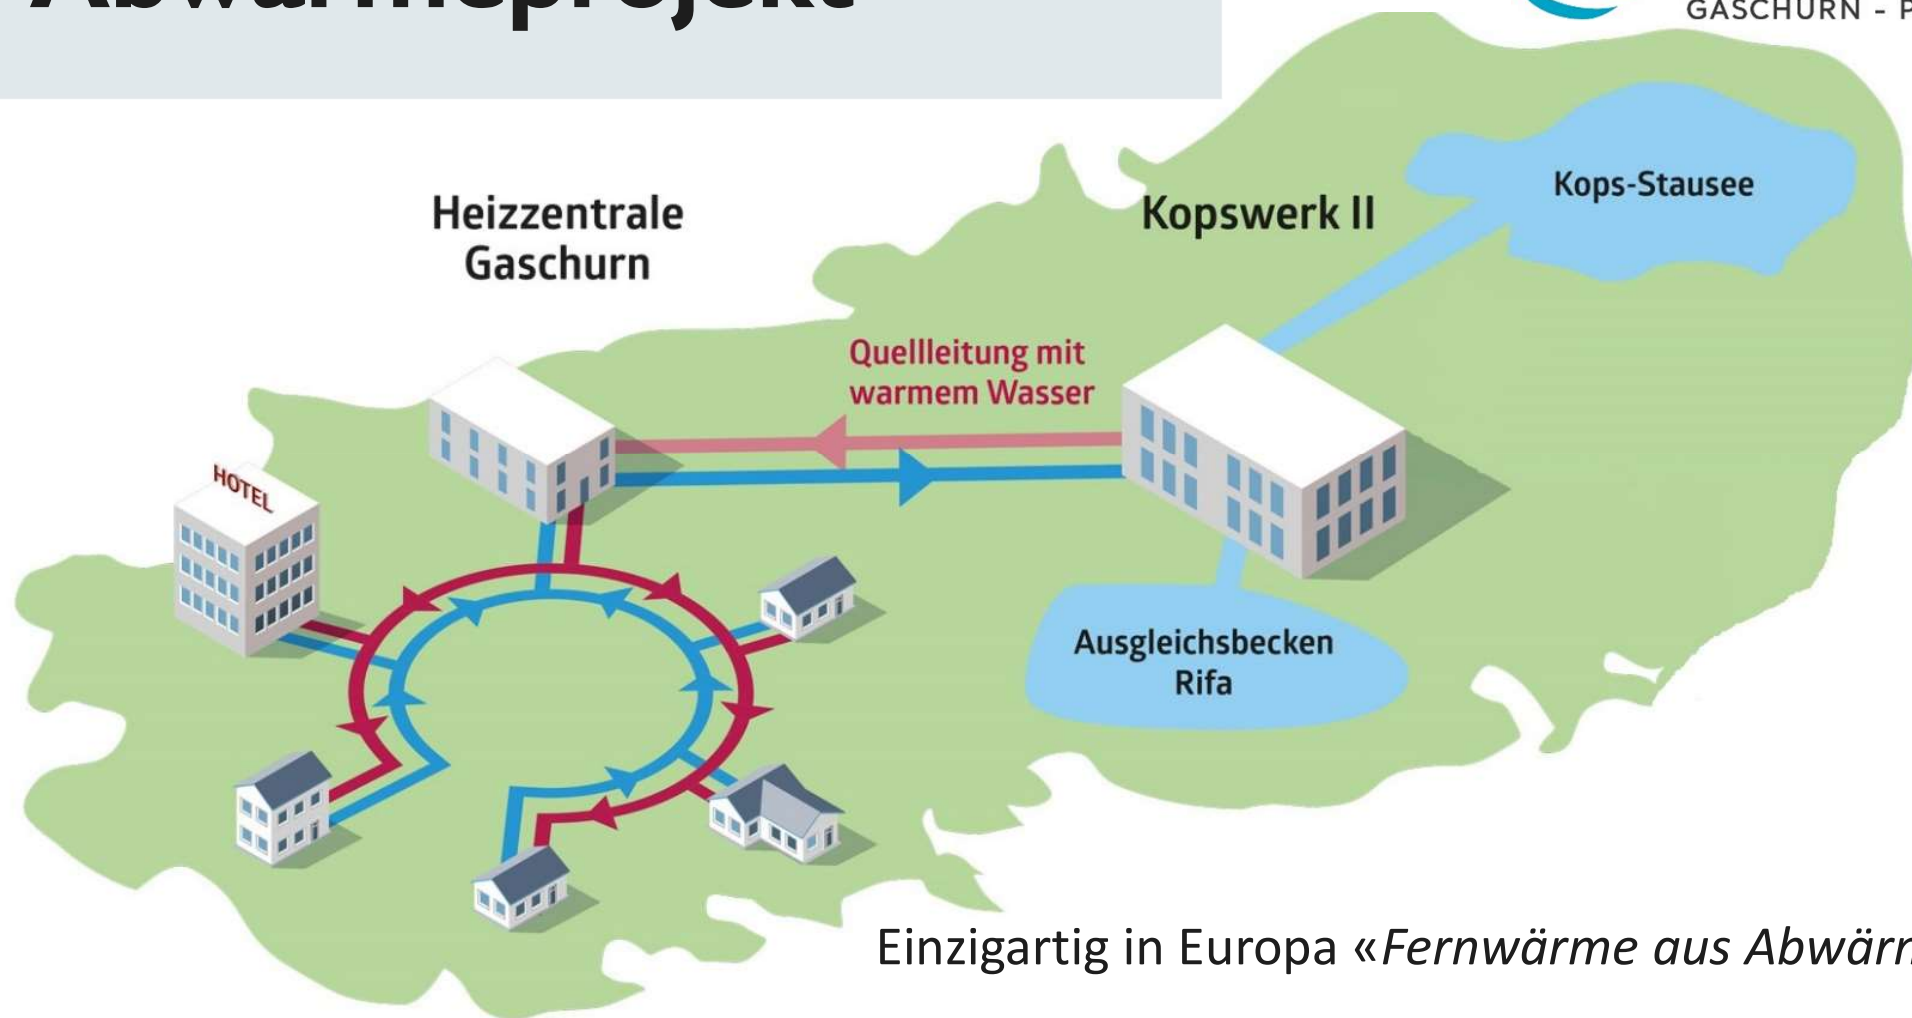 Abwärmeprojekt
GASCHURN - P
Heizzentrale
Gaschurn
Kopswerk II
Kops-Stausee
Quellleitung mit
warmem Wasser
HOTEL
Ausgleichsbecken
Rifa
Einzigartig in Europa «Fernwärme aus Abwärm